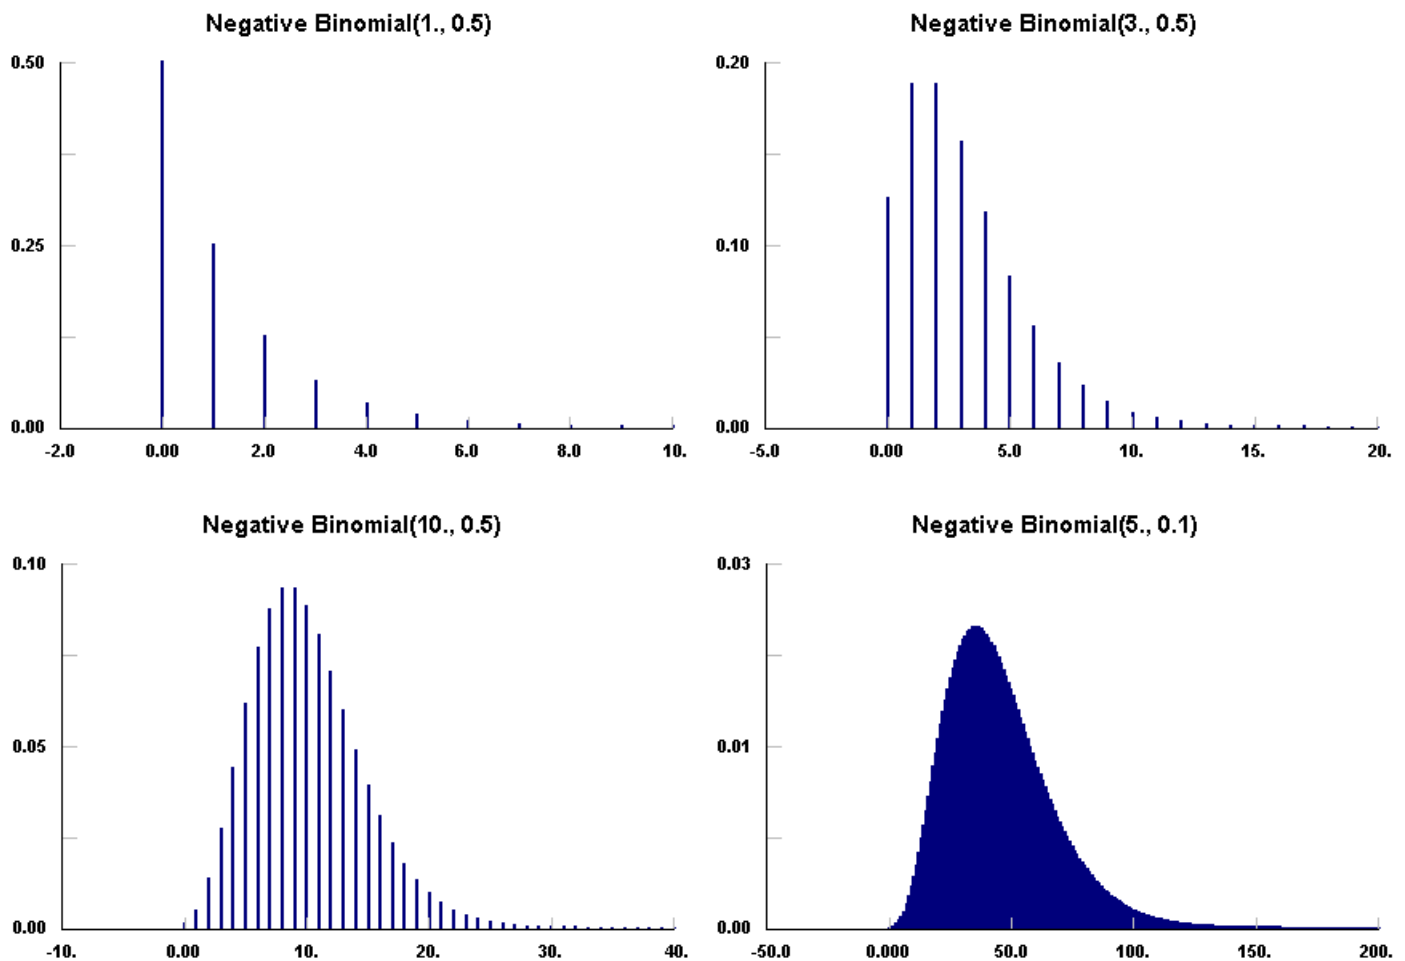 Negative Binomial(1., 0.5)
0.50
0.25
0.00
-2.0 0.00 2.0 4.0 6.0 8.0 10.
Negative Binomial(3., 0.5)
0.20
0.10
0.00
-5.0 0.00 5.0 10. 15. 20.
Negative Binomial(10., 0.5)
0.10
0.05
0.00
-10. 0.00 10. 20. 30. 40.
Negative Binomial(5., 0.1)
0.03
0.01
0.00
-50.0 0.000 50.0 100. 150. 200.